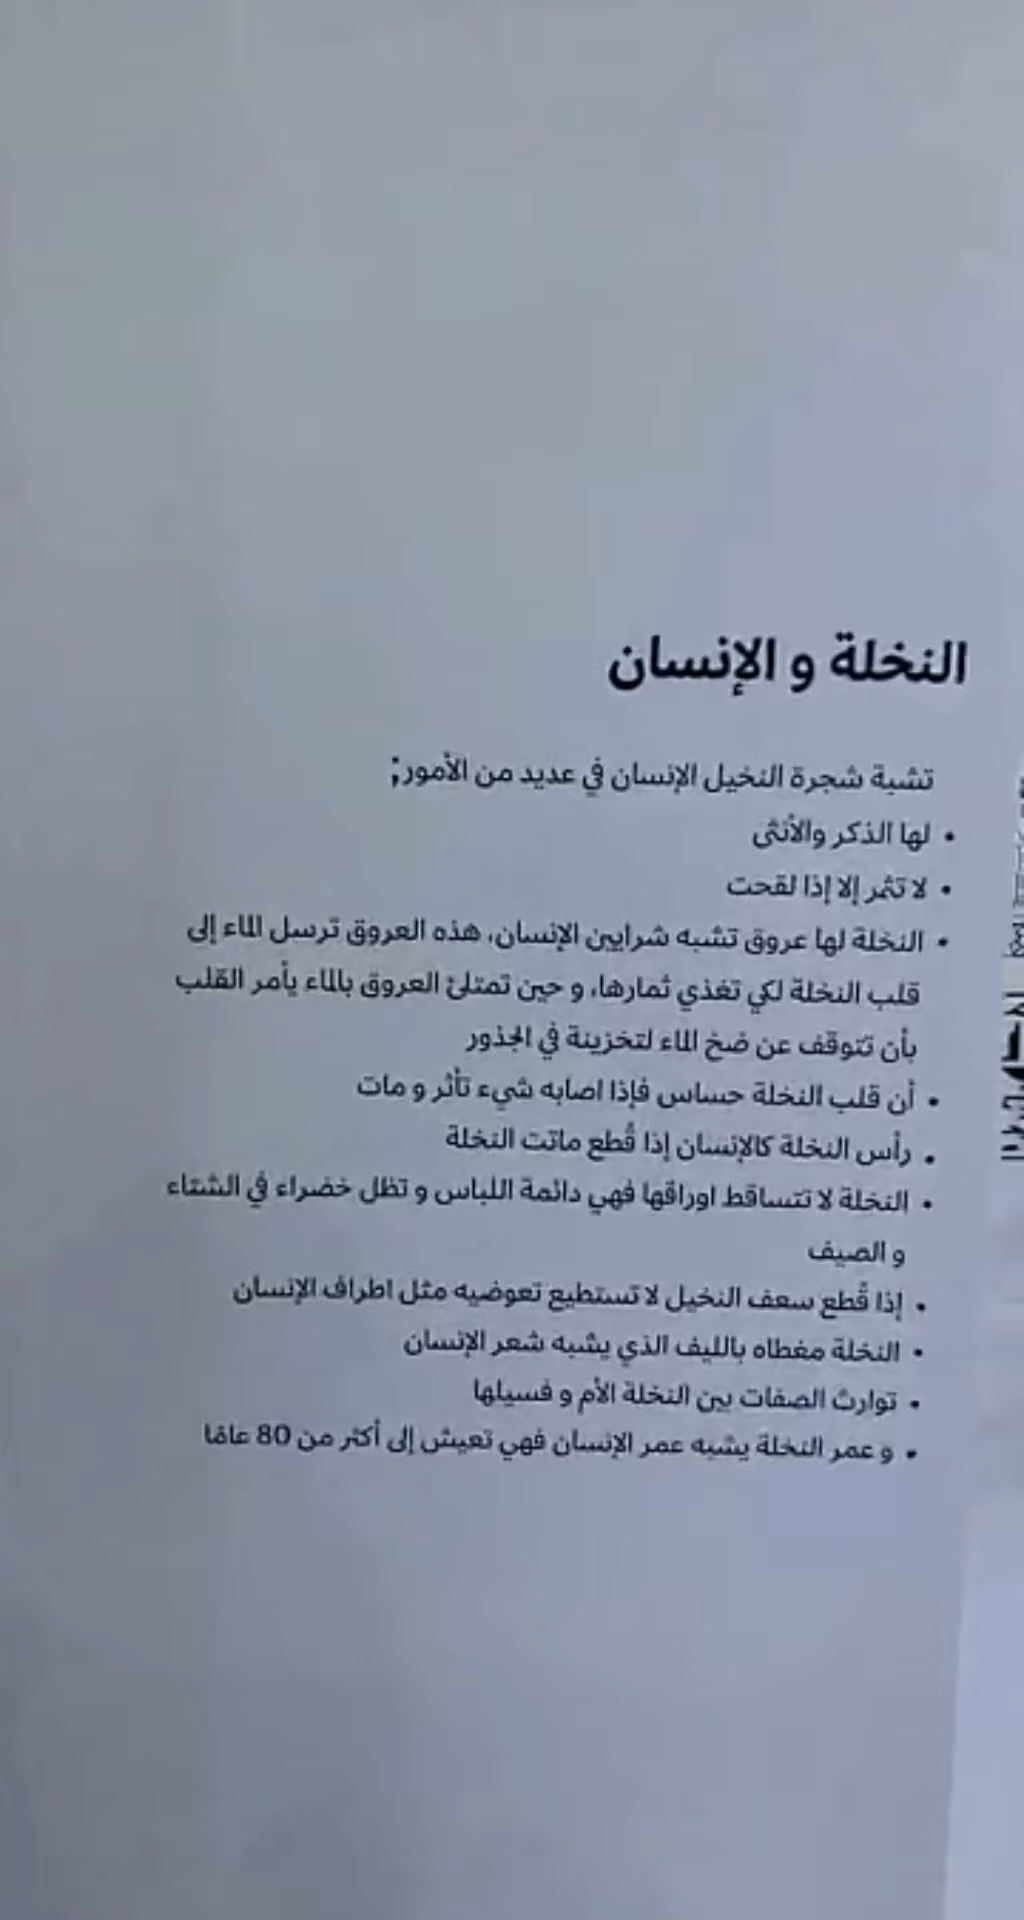 النخلة و الإنسان
تشبة شجرة النخيل الإنسان في عديد من الأمور;
• لها الذكر والأنثى
• لا تثمر إلا إذا لقحت
• النخلة لها عروق تشبه شرايين الإنسان، هذه العروق ترسل الماء إلى
قلب النخلة لكي تغذي ثمارها، و حين تمتلئ العروق بالماء يأمر القلب
بأن تتوقف عن ضخ الماء لتخزينة في الجذور
• أن قلب النخلة حساس فإذا اصابه شيء تأثر و مات
• رأس النخلة كالإنسان إذا قُطع ماتت النخلة
• النخلة لا تتساقط اوراقها فهي دائمة اللباس و تظل خضراء في الشتاء
و الصيف
• إذا قُطع سعف النخيل لا تستطيع تعوضيه مثل اطراف الإنسان
• النخلة مغطاه بالليف الذي يشبه شعر الإنسان
• توارث الصفات بين النخلة الأم و فسيلها
• و عمر النخلة يشبه عمر الإنسان فهي تعيش إلى أكثر من 80 عامًا